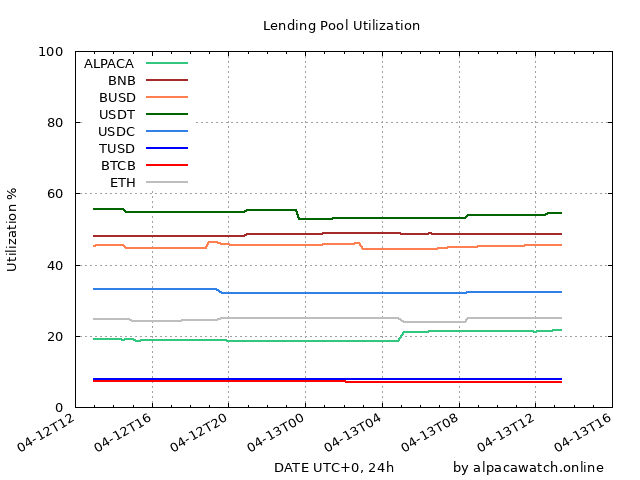 Lending Pool Utilization
100
80
60
40
20
0
Utilization %
ALPACA
BNB
BUSD
USDT
USDC
TUSD
BTCB
ETH
04-12T12
04-12T16
04-12T20
04-13T00
04-13T04
04-13T08
04-13T12
04-13T16
DATE UTC+0, 24h
by alpacawatch.online